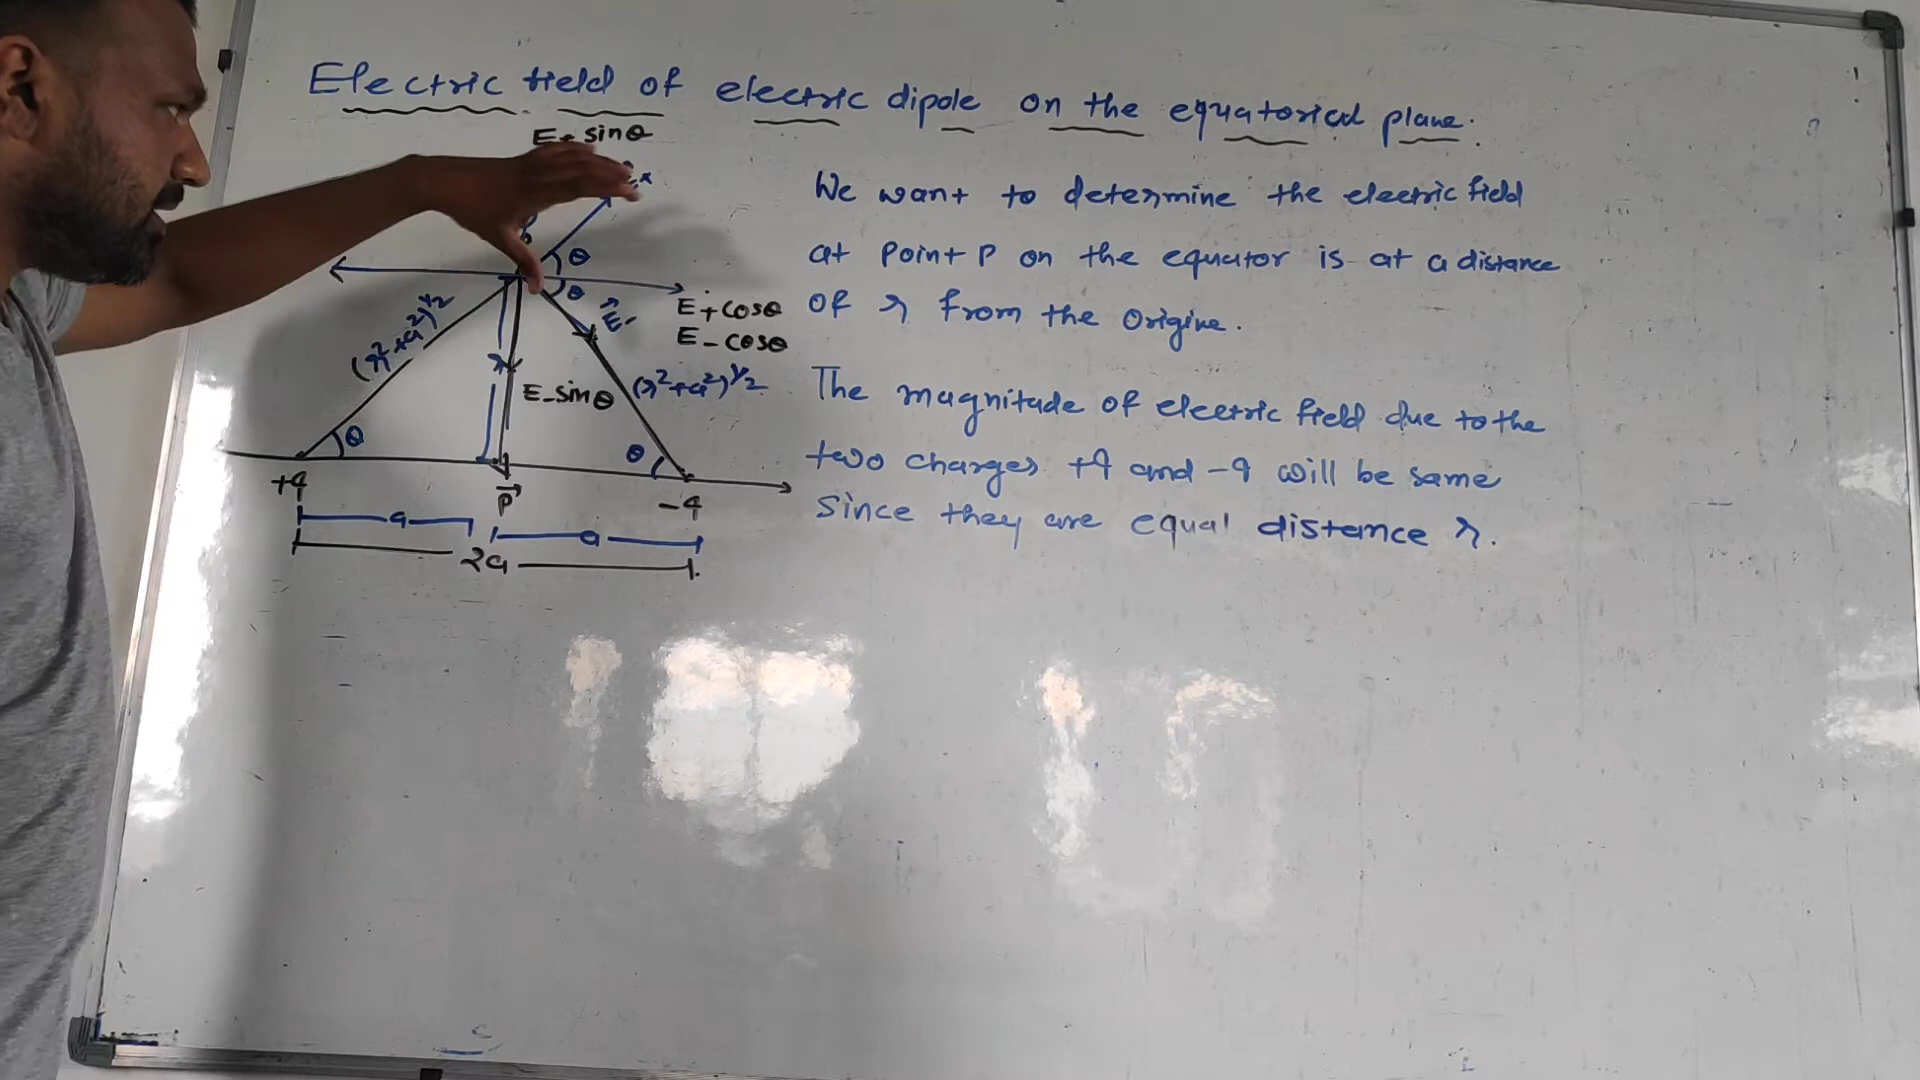 Electric field of electric dipole on the equatorical plane.
sinθ
θ
θ
E₊cosθ
E₋cosθ
E₋
(r²+a²)^1/2
r
E₋sinθ
(r²+a²)^1/2
θ
θ
+q
P
-q
a
a
2a
We want to determine the electric field
at point P on the equator is at a distance
of r from the origine.
The magnitude of electric field due to the
two charges +q and -q will be same
since they are equal distance r.